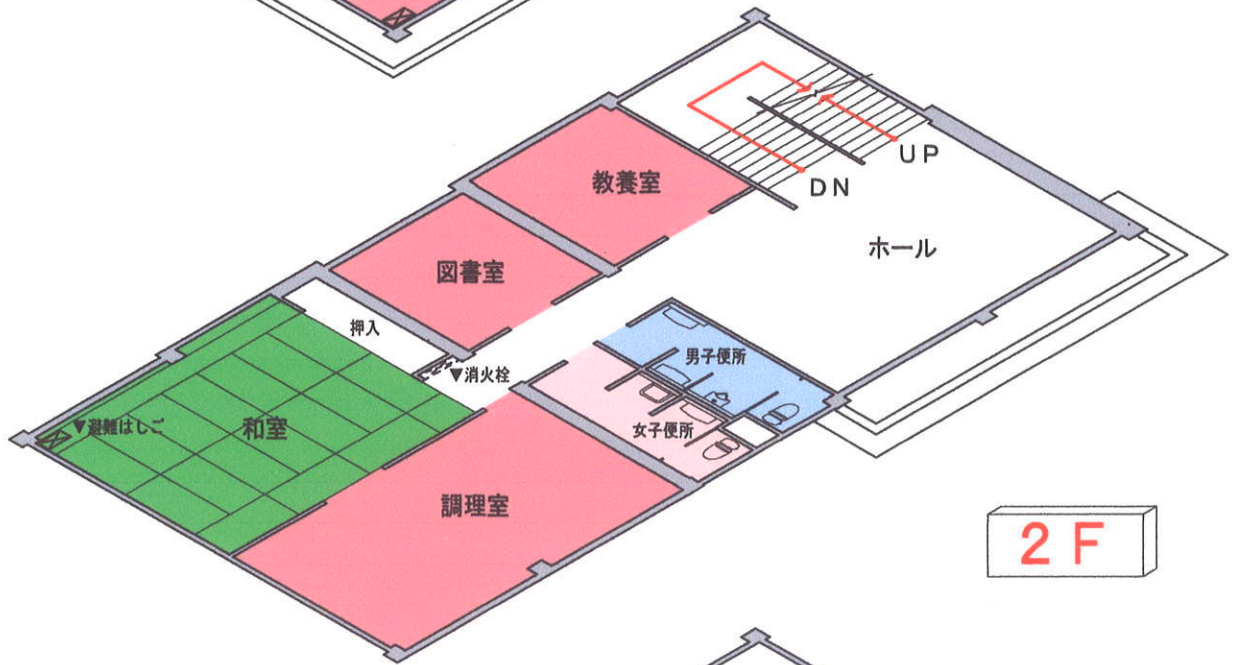 UP
DN
教養室
ホール
図書室
押入
男子便所
▼消火栓
▼避難はしご
和室
女子便所
調理室
2F